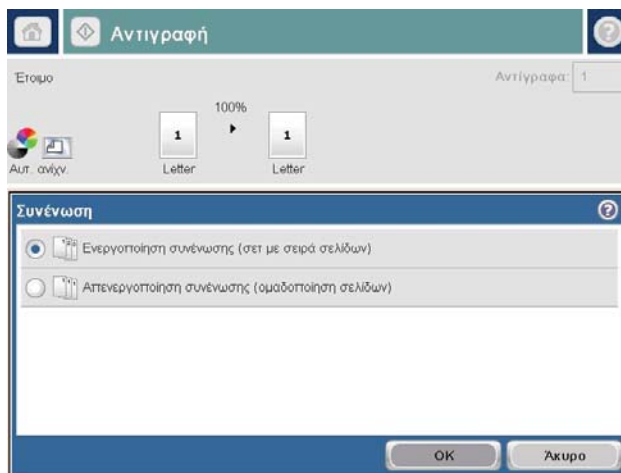 Αντιγραφή
Έτοιμο
Αντίγραφα: 1
100%
1 1
Αυτ. ανίχν. Letter Letter
Συνένωση
Ενεργοποίηση συνένωσης (σετ με σειρά σελίδων)
Απενεργοποίηση συνένωσης (ομαδοποίηση σελίδων)
OK Άκυρο